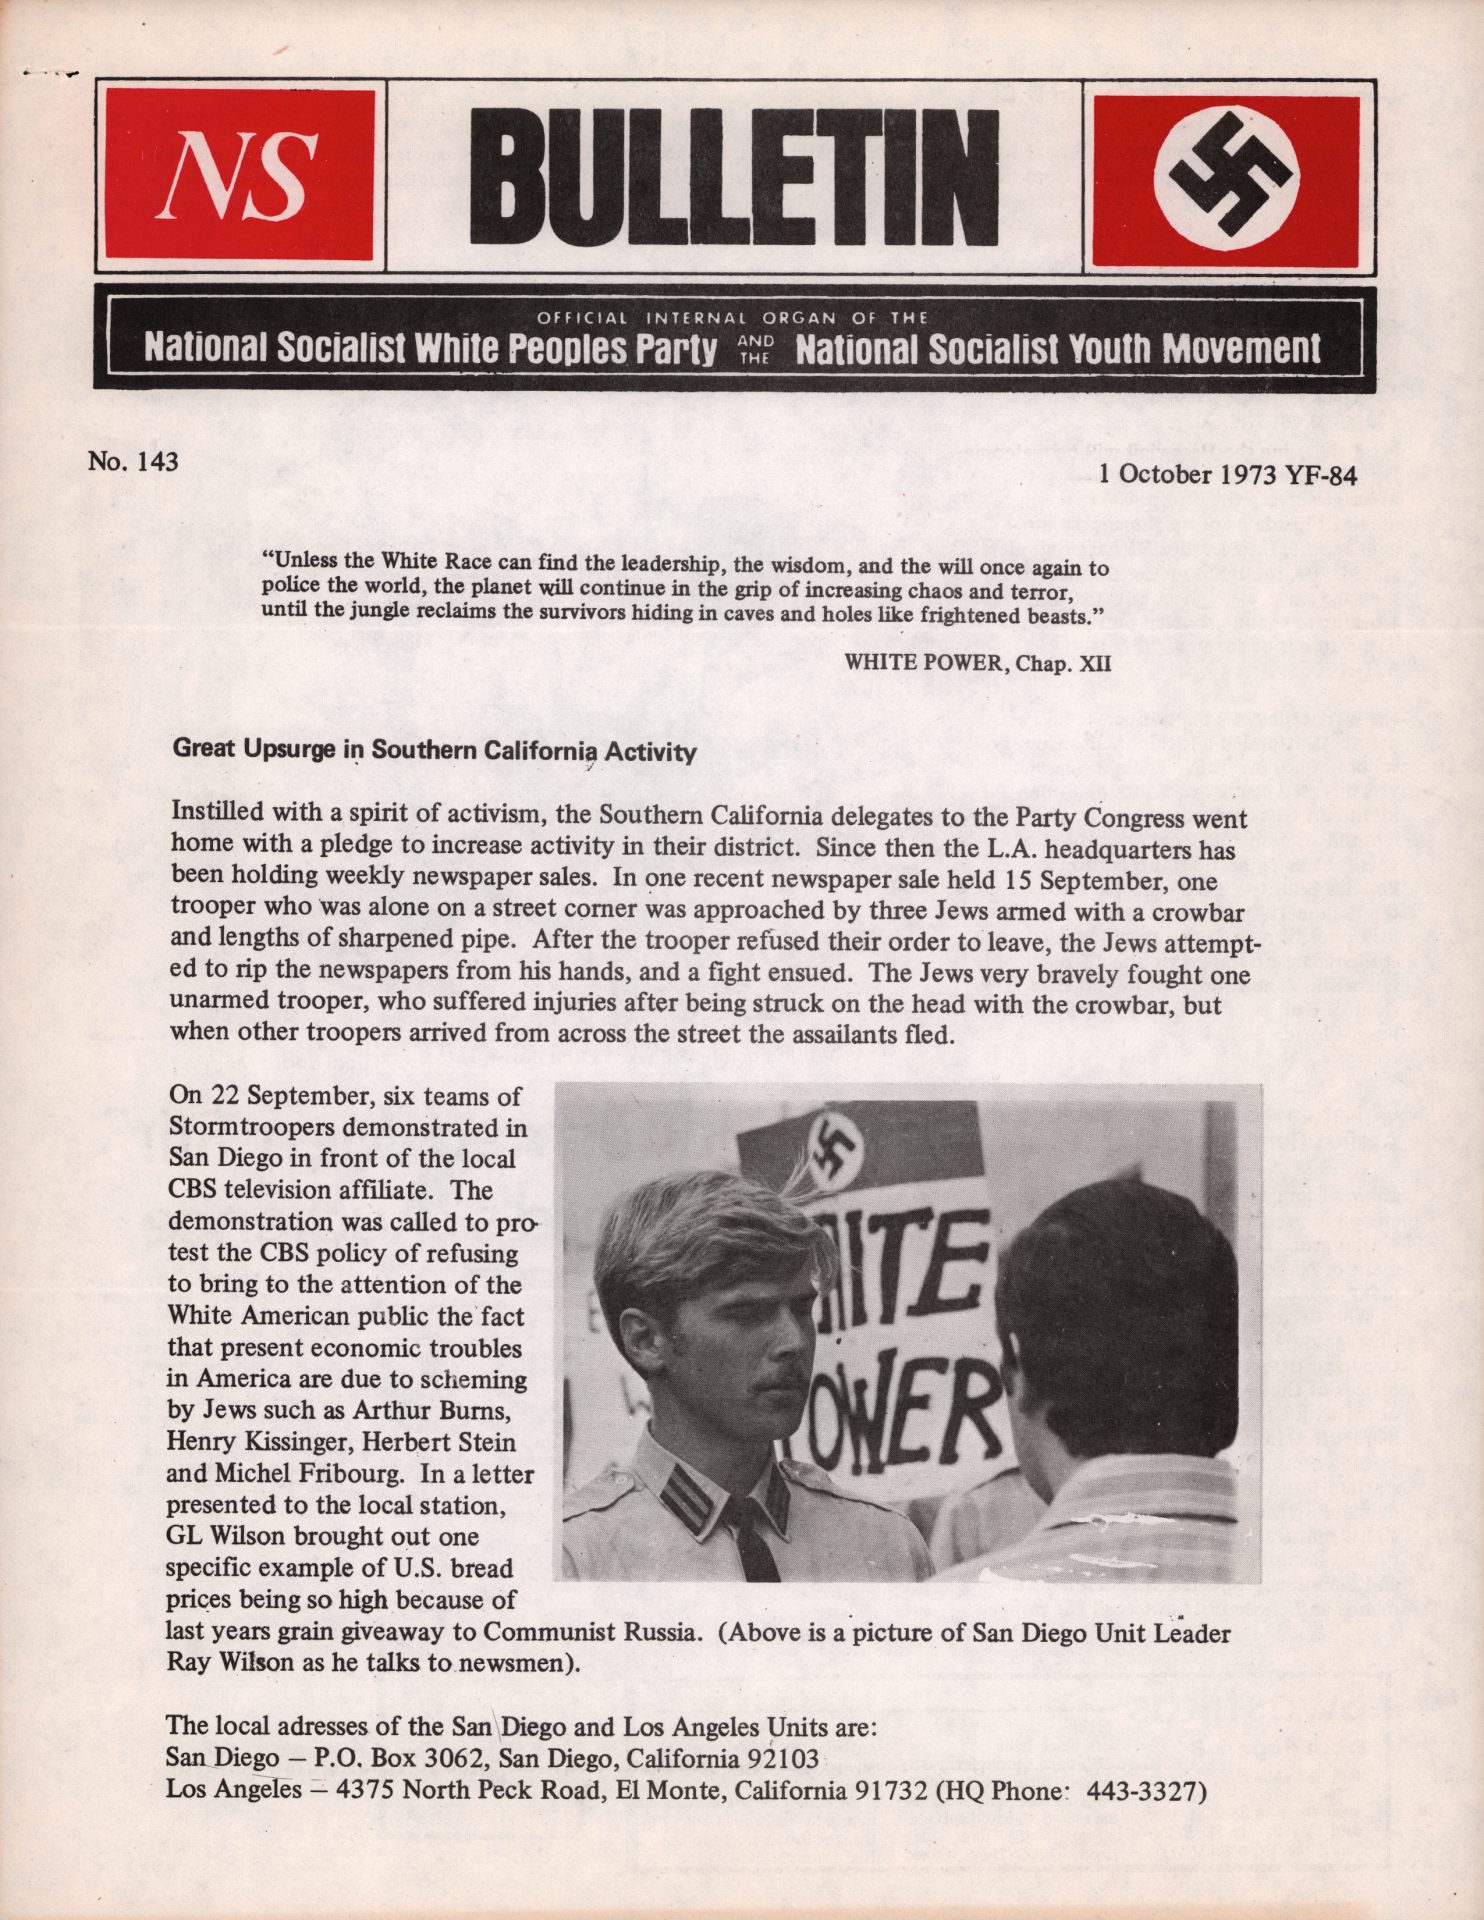 NS
BULLETIN
OFFICIAL INTERNAL ORGAN OF THE
National Socialist White Peoples Party AND THE National Socialist Youth Movement
No. 143
1 October 1973 YF-84
“Unless the White Race can find the leadership, the wisdom, and the will once again to
police the world, the planet will continue in the grip of increasing chaos and terror,
until the jungle reclaims the survivors hiding in caves and holes like frightened beasts.”
WHITE POWER, Chap. XII
Great Upsurge in Southern California Activity
Instilled with a spirit of activism, the Southern California delegates to the Party Congress went
home with a pledge to increase activity in their district. Since then the L.A. headquarters has
been holding weekly newspaper sales. In one recent newspaper sale held 15 September, one
trooper who was alone on a street corner was approached by three Jews armed with a crowbar
and lengths of sharpened pipe. After the trooper refused their order to leave, the Jews attempt-
ed to rip the newspapers from his hands, and a fight ensued. The Jews very bravely fought one
unarmed trooper, who suffered injuries after being struck on the head with the crowbar, but
when other troopers arrived from across the street the assailants fled.
On 22 September, six teams of
Stormtroopers demonstrated in
San Diego in front of the local
CBS television affiliate. The
demonstration was called to pro-
test the CBS policy of refusing
to bring to the attention of the
White American public the fact
that present economic troubles
in America are due to scheming
by Jews such as Arthur Burns,
Henry Kissinger, Herbert Stein
and Michel Fribourg. In a letter
presented to the local station,
GL Wilson brought out one
specific example of U.S. bread
prices being so high because of
last years grain giveaway to Communist Russia. (Above is a picture of San Diego Unit Leader
Ray Wilson as he talks to newsmen).
HITE
POWER
The local adresses of the San Diego and Los Angeles Units are:
San Diego – P.O. Box 3062, San Diego, California 92103
Los Angeles – 4375 North Peck Road, El Monte, California 91732 (HQ Phone: 443-3327)